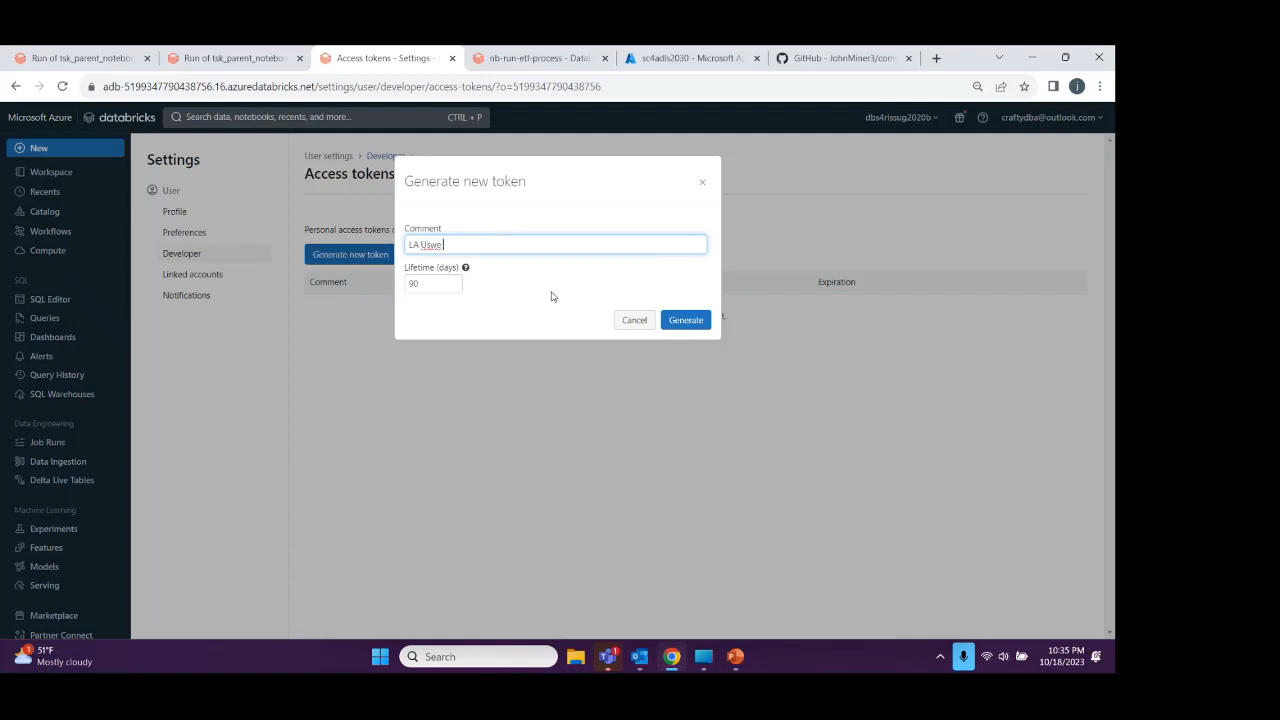 Run of tsk_parent_noteboo
Run of tsk_parent_noteboo
Access tokens - Settings -
nb-run-etl-process - Datab
sc4adls2030 - Microsoft A
GitHub - JohnMiner3/com
adb-5199347790438756.16.azuredatabricks.net/settings/user/developer/access-tokens/?o=5199347790438756
Microsoft Azure
databricks
Search data, notebooks, recents, and more...
CTRL + P
dbs4rissug2020b
craftydba@outlook.com
New
Workspace
Recents
Catalog
Workflows
Compute
SQL
SQL Editor
Queries
Dashboards
Alerts
Query History
SQL Warehouses
Data Engineering
Job Runs
Data Ingestion
Delta Live Tables
Machine Learning
Experiments
Features
Models
Serving
Marketplace
Partner Connect
Settings
User
Profile
Preferences
Developer
Linked accounts
Notifications
User settings > Develope
Access tokens
Personal access tokens
Generate new token
Comment
Expiration
Generate new token
Comment
LA Uswe
Lifetime (days)
90
Cancel
Generate
1
51°F
Mostly cloudy
Search
1
10:35 PM
10/18/2023